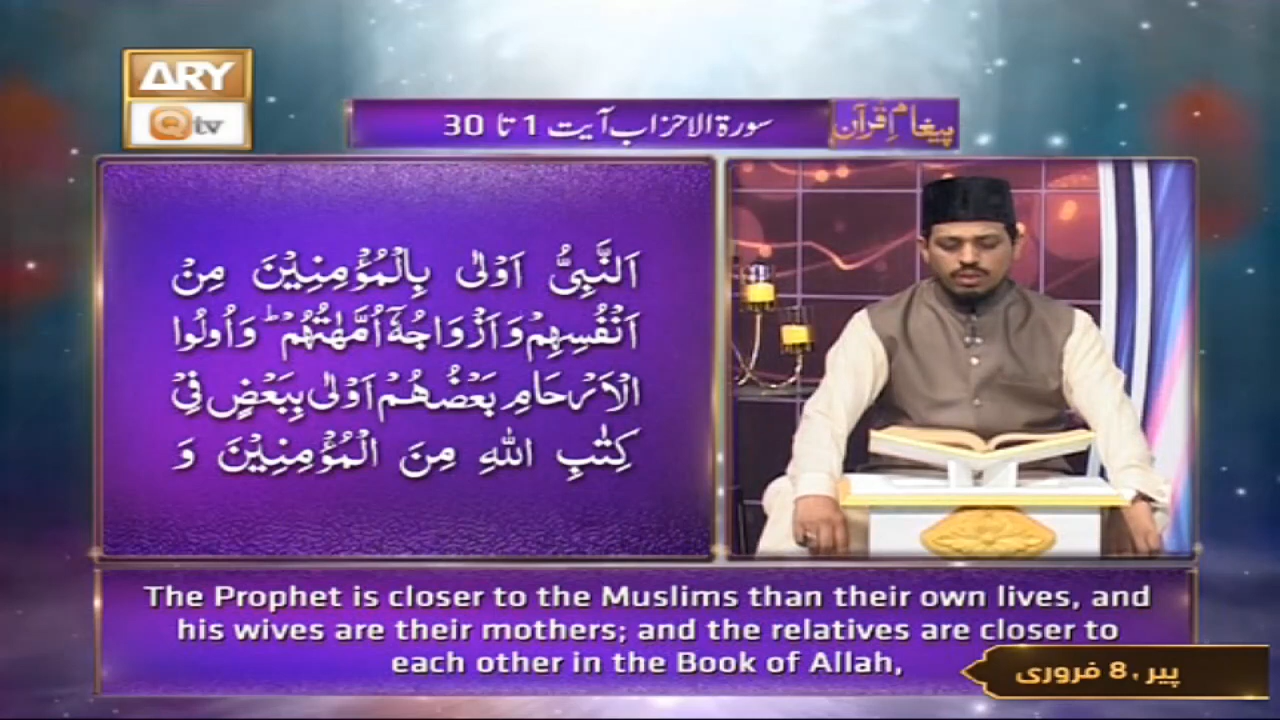 ARY
Qtv
پیغامِ قرآن
سورۃ الاحزاب آیت 1 تا 30
اَلنَّبِیُّ اَوْلٰی بِالْمُؤْمِنِیْنَ مِنْ
اَنْفُسِهِمْ وَ اَزْوَاجُهٗۤ اُمَّهٰتُهُمْ ؕ وَ اُولُوا
الْاَرْحَامِ بَعْضُهُمْ اَوْلٰی بِبَعْضٍ فِیْ
كِتٰبِ اللّٰهِ مِنَ الْمُؤْمِنِیْنَ وَ
The Prophet is closer to the Muslims than their own lives, and
his wives are their mothers; and the relatives are closer to
each other in the Book of Allah,
پیر، 8 فروری